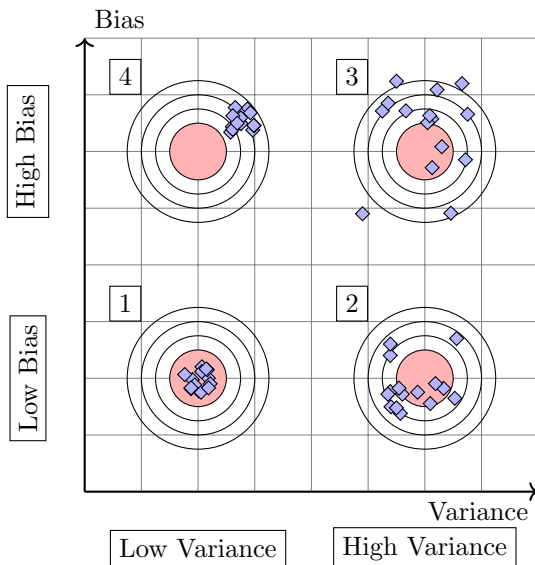 Bias
4
3
High Bias
1
2
Low Bias
Variance
Low Variance
High Variance